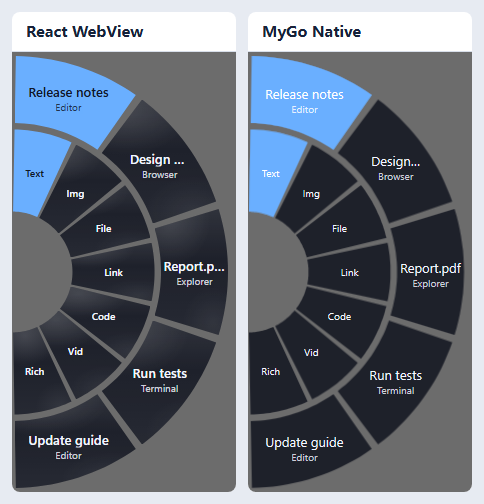 React WebView
Release notes
Editor
Design ...
Browser
Report.p...
Explorer
Run tests
Terminal
Update guide
Editor
Text
Img
File
Link
Code
Vid
Rich
MyGo Native
Release notes
Editor
Design...
Browser
Report.pdf
Explorer
Run tests
Terminal
Update guide
Editor
Text
Img
File
Link
Code
Vid
Rich